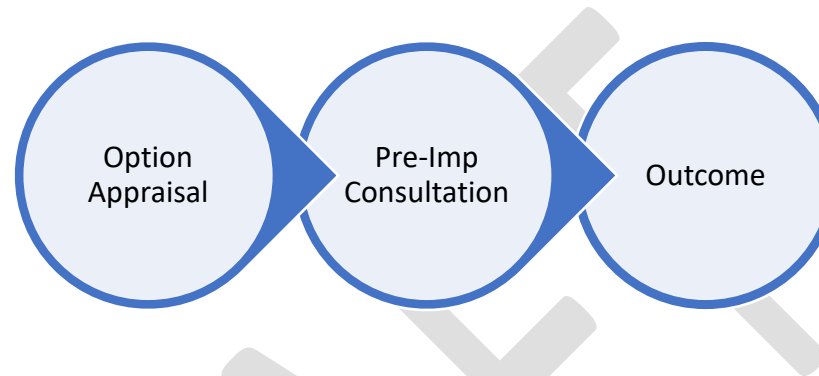 Option
Appraisal
Pre-Imp
Consultation
Outcome